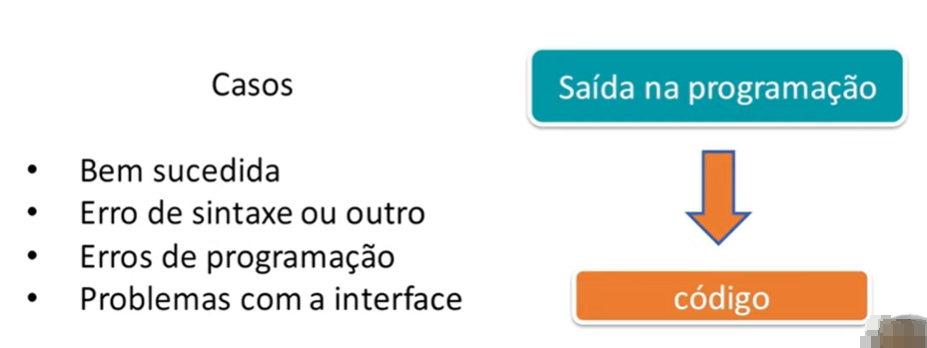 Casos
• Bem sucedida
• Erro de sintaxe ou outro
• Erros de programação
• Problemas com a interface
Saída na programação
código